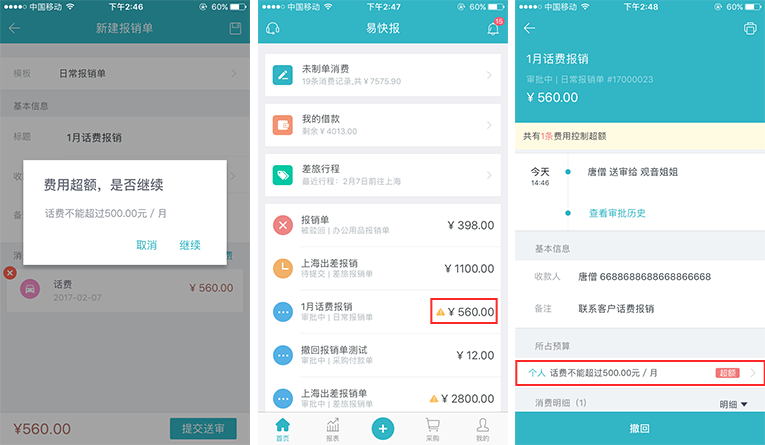 中国移动 下午2:46 60%
新建报销单
模板 日常报销单
基本信息
标题 1月话费报销
费用超额，是否继续
话费不能超过500.00元 / 月
取消 继续
话费
2017-02-07
¥560.00
¥560.00 提交送审
中国移动 下午2:47 60%
易快报
15
未制单消费
19条消费记录,共 ¥ 7575.90
我的借款
剩余 ¥ 4013.00
差旅行程
最近行程：2月7日前往上海
报销单
被驳回 | 办公用品报销单
¥ 398.00
上海出差报销
待提交 | 差旅报销单
¥ 1100.00
1月话费报销
审批中 | 日常报销单
¥ 560.00
撤回报销单测试
审批中 | 采购付款单
¥ 12.00
上海出差报销单
审批中 | 差旅报销单
¥ 2800.00
首页 报表 采购 我的
中国移动 下午2:48 60%
1月话费报销
审批中 | 日常报销单 #17000023
¥ 560.00
共有1条费用控制超额
今天
14:46
唐僧 送审给 观音姐姐
查看审批历史
基本信息
收款人 唐僧 6688688688668866668
备注 联系客户话费报销
所占预算
个人 话费不能超过500.00元 / 月 超额
消费明细（1） 明细
撤回